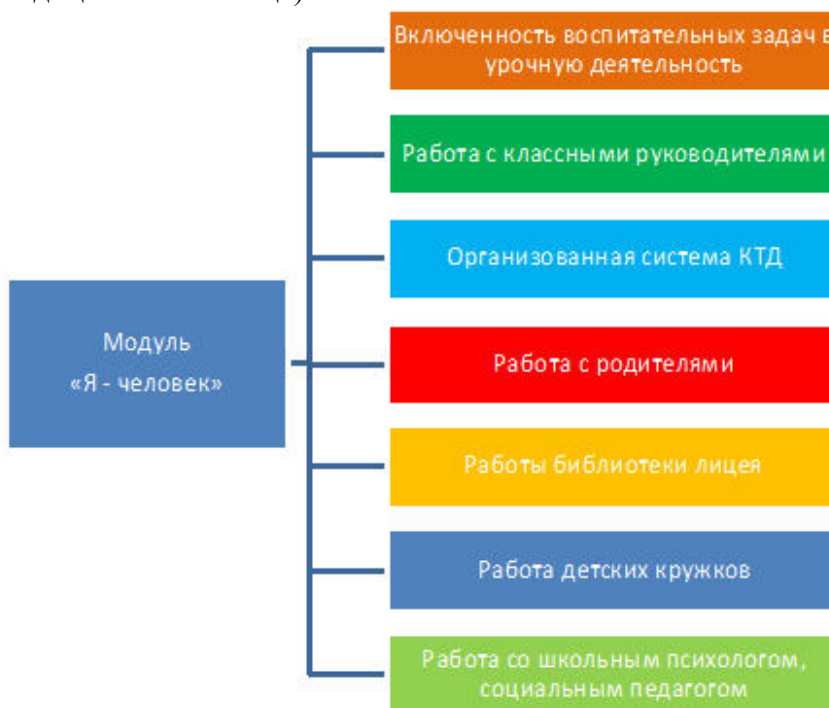 Включенность воспитательных задач в
урочную деятельность
Работа с классными руководителями
Организованная система КТД
Модуль
«Я - человек»
Работа с родителями
Работы библиотеки лицея
Работа детских кружков
Работа со школьным психологом,
социальным педагогом